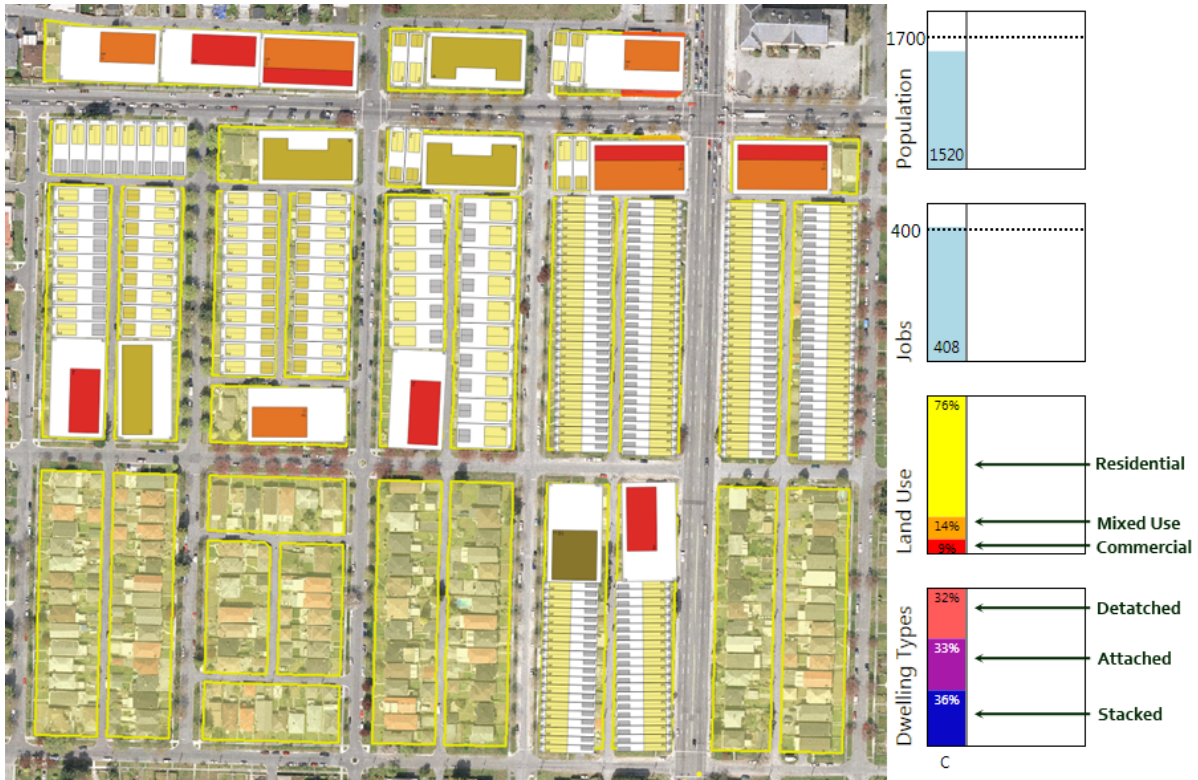 1700
Population
1520
400
Jobs
408
Land Use
76%
Residential
14%
Mixed Use
9%
Commercial
Dwelling Types
32%
Detatched
33%
Attached
36%
Stacked
C